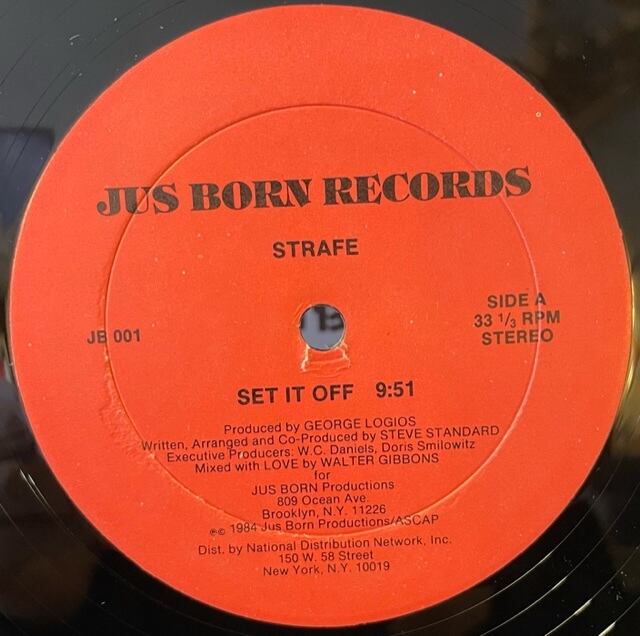 JUS BORN RECORDS
STRAFE
JB 001
SIDE A
33 1/3 RPM
STEREO
SET IT OFF 9:51
Produced by GEORGE LOGIOS
Written, Arranged and Co-Produced by STEVE STANDARD
Executive Producers: W.C. Daniels, Doris Smilowitz
Mixed with LOVE by WALTER GIBBONS
for
JUS BORN Productions
809 Ocean Ave.
Brooklyn, N.Y. 11226
℗© 1984 Jus Born Productions/ASCAP
Dist. by National Distribution Network, Inc.
150 W. 58 Street
New York, N.Y. 10019